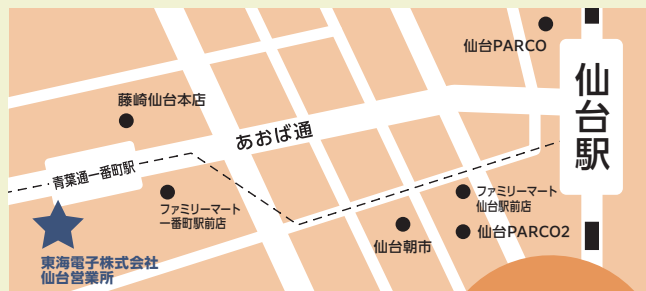 仙台PARCO
仙台駅
藤崎仙台本店
あおば通
青葉通一番町駅
ファミリーマート
一番町駅前店
ファミリーマート
仙台駅前店
仙台朝市
仙台PARCO2
東海電子株式会社
仙台営業所